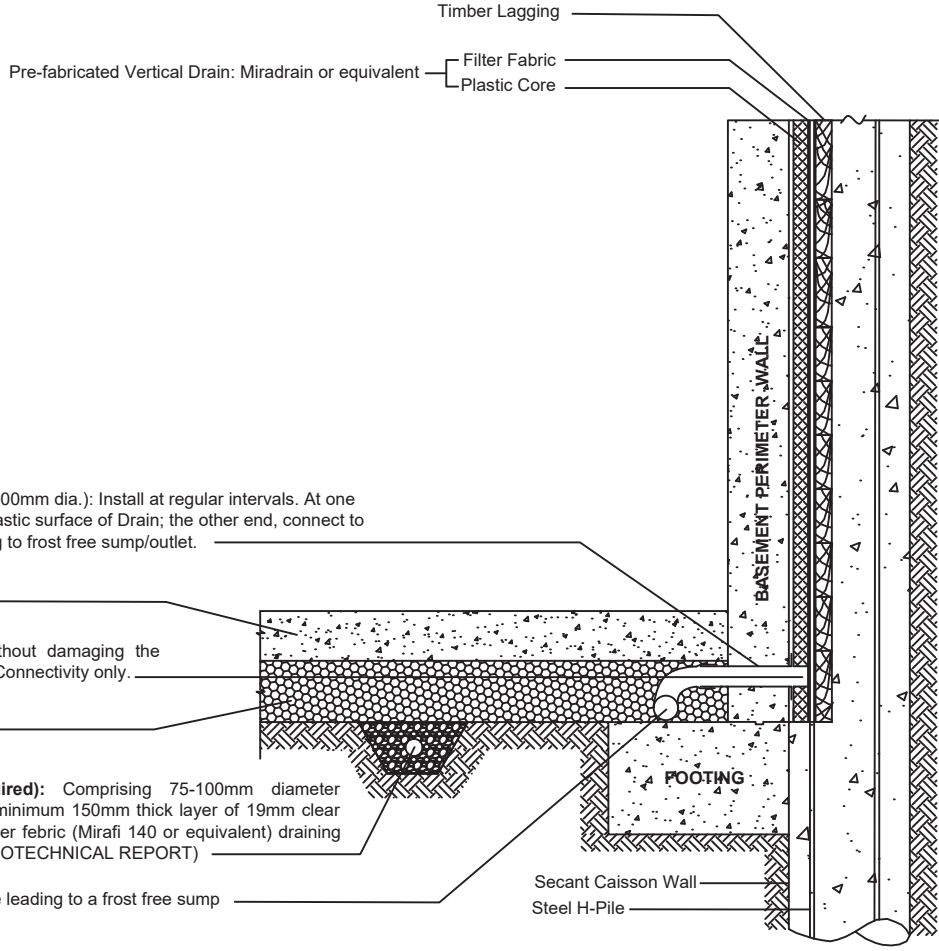 Timber Lagging
Pre-fabricated Vertical Drain: Miradrain or equivalent
Filter Fabric
Plastic Core
BASEMENT PERIMETER WALL
00mm dia.): Install at regular intervals. At one
astic surface of Drain; the other end, connect to
g to frost free sump/outlet.
thout damaging the
Connectivity only.
FOOTING
ired): Comprising 75-100mm diameter
minimum 150mm thick layer of 19mm clear
er febric (Mirafi 140 or equivalent) draining
OTECHNICAL REPORT)
e leading to a frost free sump
Secant Caisson Wall
Steel H-Pile